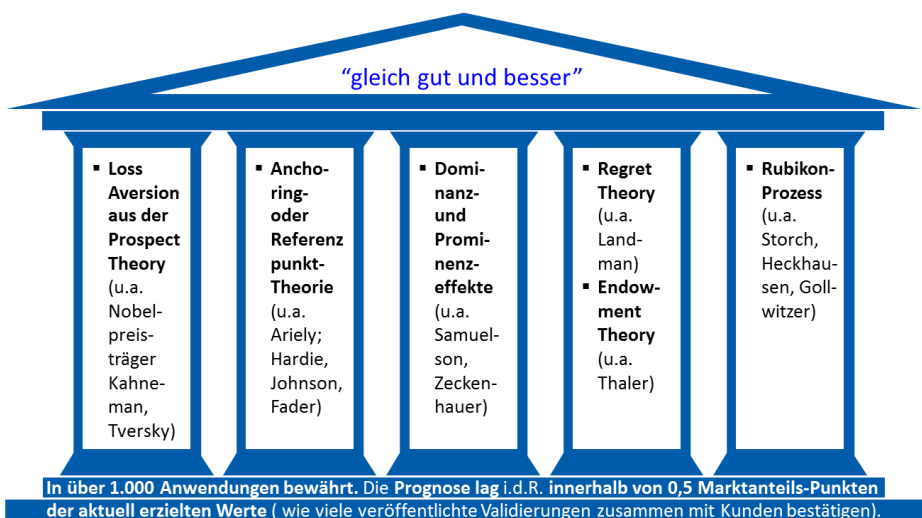 “gleich gut und besser”
▪ Loss
Aversion
aus der
Prospect
Theory
(u.a.
Nobel-
preis-
träger
Kahne-
man,
Tversky)
▪ Ancho-
ring-
oder
Referenz
punkt-
Theorie
(u.a.
Ariely;
Hardie,
Johnson,
Fader)
▪ Domi-
nanz-
und
Promi-
nenz-
effekte
(u.a.
Samuel-
son,
Zecken-
hauer)
▪ Regret
Theory
(u.a.
Land-
man)
▪ Endow-
ment
Theory
(u.a.
Thaler)
▪ Rubikon-
Prozess
(u.a.
Storch,
Heckhau-
sen, Goll-
witzer)
In über 1.000 Anwendungen bewährt. Die Prognose lag i.d.R. innerhalb von 0,5 Marktanteils-Punkten
der aktuell erzielten Werte ( wie viele veröffentlichte Validierungen zusammen mit Kunden bestätigen).